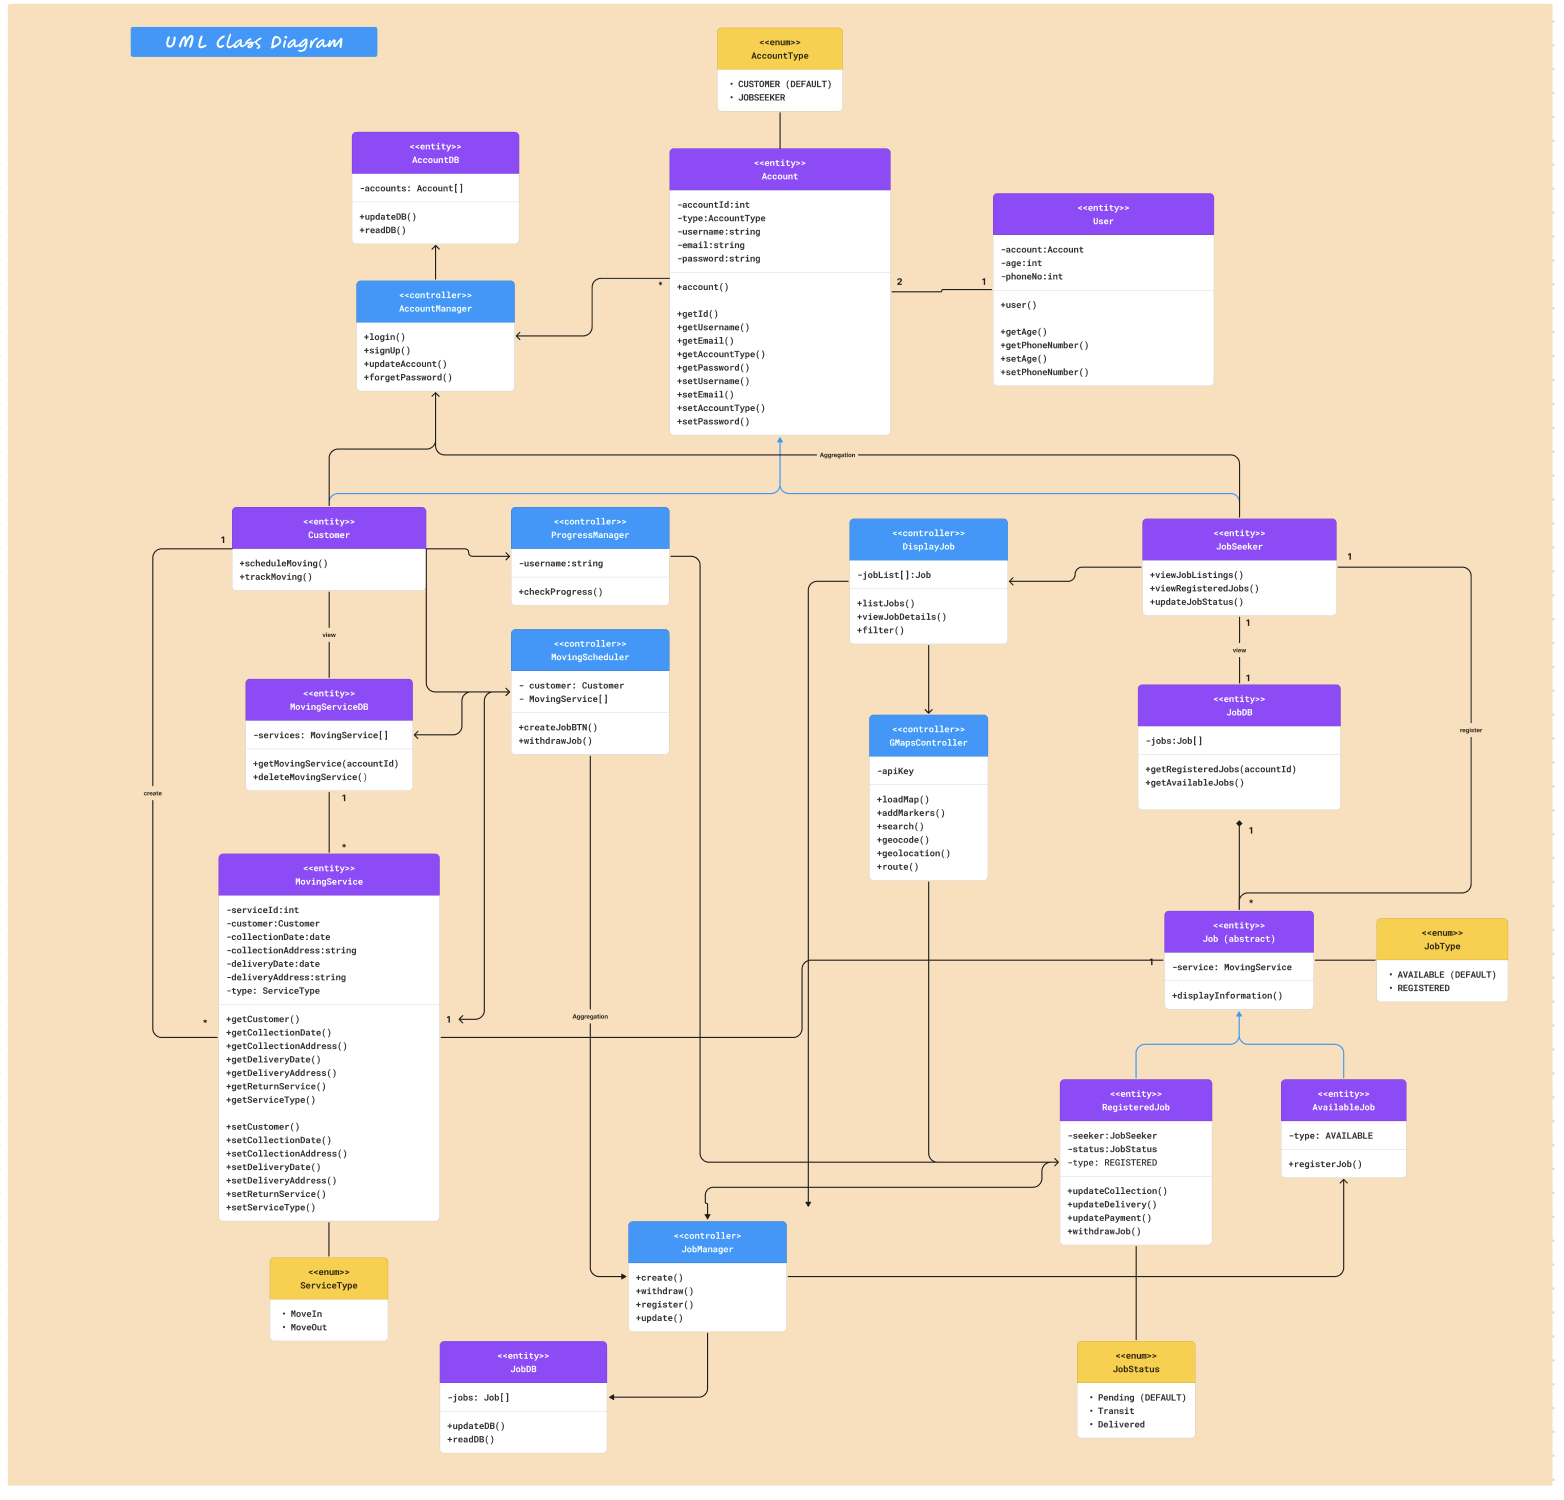 UML Class Diagram
<<enum>>
AccountType
• CUSTOMER (DEFAULT)
• JOBSEEKER
<<entity>>
AccountDB
-accounts: Account[]
+updateDB()
+readDB()
<<entity>>
Account
-accountId:int
-type:AccountType
-username:string
-email:string
-password:string
+account()
+getId()
+getUsername()
+getEmail()
+getAccountType()
+getPassword()
+setUsername()
+setEmail()
+setAccountType()
+setPassword()
<<entity>>
User
-account:Account
-age:int
-phoneNo:int
+user()
+getAge()
+getPhoneNumber()
+setAge()
+setPhoneNumber()
2
1
*
<<controller>>
AccountManager
+login()
+signUp()
+updateAccount()
+forgetPassword()
Aggregation
<<entity>>
Customer
+scheduleMoving()
+trackMoving()
1
<<controller>>
ProgressManager
-username:string
+checkProgress()
<<controller>>
DisplayJob
-jobList[]:Job
+listJobs()
+viewJobDetails()
+filter()
<<entity>>
JobSeeker
+viewJobListings()
+viewRegisteredJobs()
+updateJobStatus()
1
1
view
1
view
<<controller>>
MovingScheduler
- customer: Customer
- MovingService[]
+createJobBTN()
+withdrawJob()
<<entity>>
MovingServiceDB
-services: MovingService[]
+getMovingService(accountId)
+deleteMovingService()
1
*
create
<<controller>>
GMapsController
-apiKey
+loadMap()
+addMarkers()
+search()
+geocode()
+geolocation()
+route()
<<entity>>
JobDB
-jobs:Job[]
+getRegisteredJobs(accountId)
+getAvailableJobs()
register
1
*
<<entity>>
MovingService
-serviceId:int
-customer:Customer
-collectionDate:date
-collectionAddress:string
-deliveryDate:date
-deliveryAddress:string
-type: ServiceType
+getCustomer()
+getCollectionDate()
+getCollectionAddress()
+getDeliveryDate()
+getDeliveryAddress()
+getReturnService()
+getServiceType()
+setCustomer()
+setCollectionDate()
+setCollectionAddress()
+setDeliveryDate()
+setDeliveryAddress()
+setReturnService()
+setServiceType()
*
1
Aggregation
<<entity>>
Job (abstract)
-service: MovingService
+displayInformation()
1
<<enum>>
JobType
• AVAILABLE (DEFAULT)
• REGISTERED
<<entity>>
RegisteredJob
-seeker:JobSeeker
-status:JobStatus
-type: REGISTERED
+updateCollection()
+updateDelivery()
+updatePayment()
+withdrawJob()
<<entity>>
AvailableJob
-type: AVAILABLE
+registerJob()
<<controller>
JobManager
+create()
+withdraw()
+register()
+update()
<<enum>>
ServiceType
• MoveIn
• MoveOut
<<entity>>
JobDB
-jobs: Job[]
+updateDB()
+readDB()
<<enum>>
JobStatus
• Pending (DEFAULT)
• Transit
• Delivered